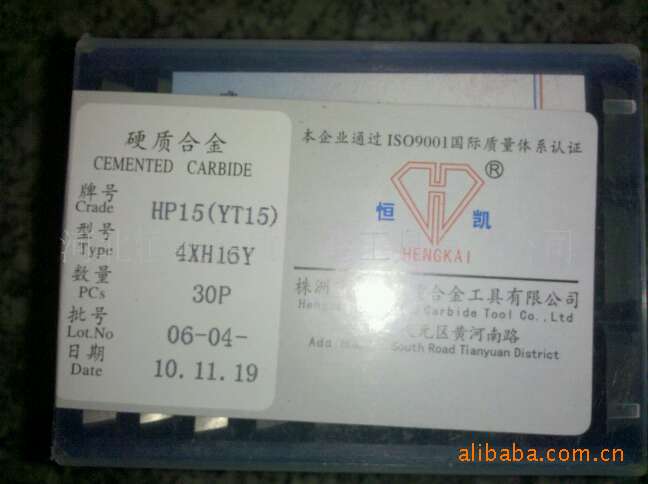 硬质合金
CEMENTED CARBIDE
牌号
Crade HP15(YT15)
型号
Type 4XH16Y
数量
PCs 30P
批号
Lot.No 06-04-
日期
Date 10.11.19
本企业通过ISO9001国际质量体系认证
®
恒 凯
HENGKAI
株洲 合金工具有限公司
Carbide Tool Co.,Ltd
元区黄河南路
Add South Road Tianyuan District
alibaba.com.cn